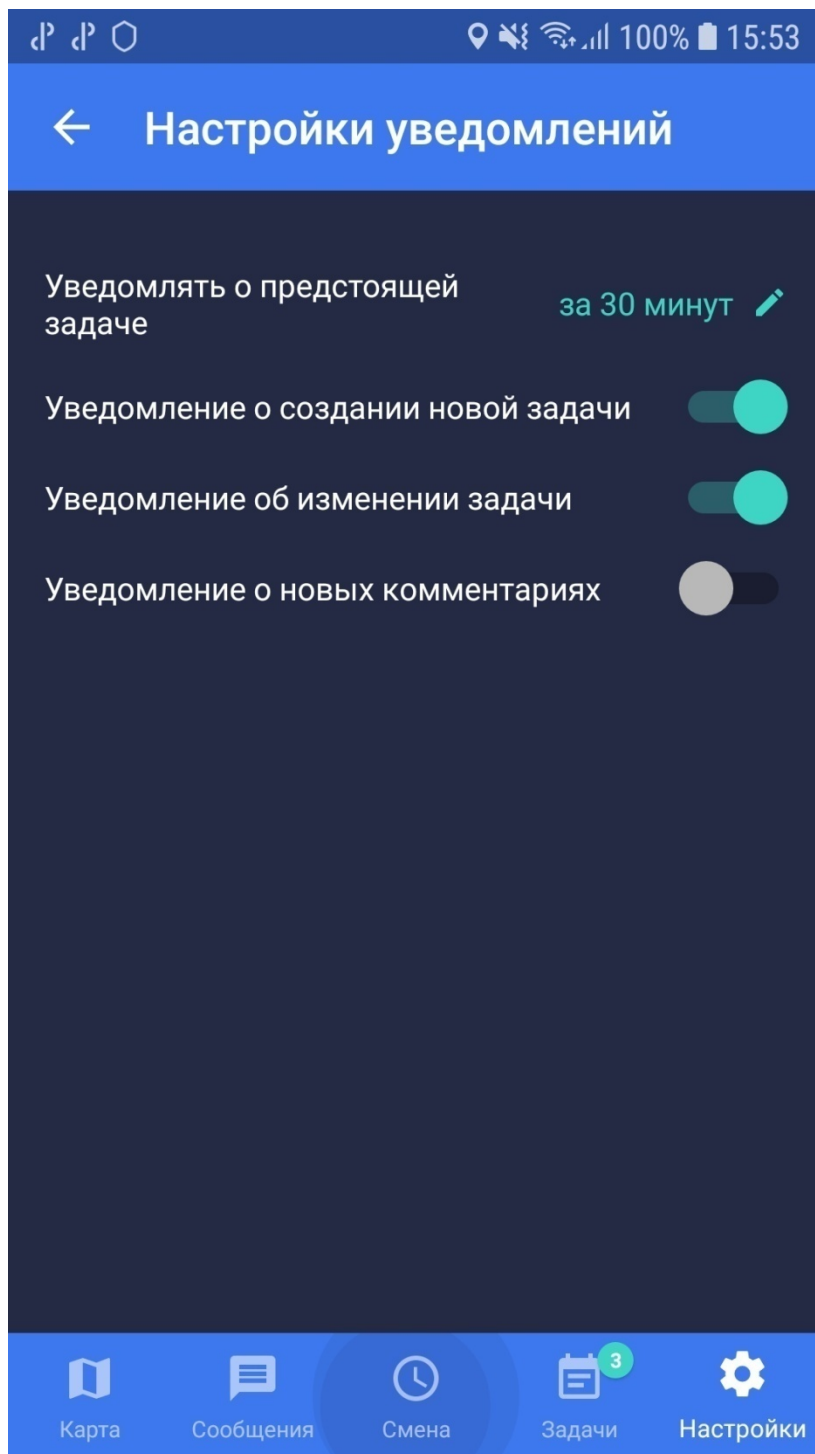 100% 15:53
Настройки уведомлений
Уведомлять о предстоящей
задаче
за 30 минут
Уведомление о создании новой задачи
Уведомление об изменении задачи
Уведомление о новых комментариях
3
Карта Сообщения Смена Задачи Настройки